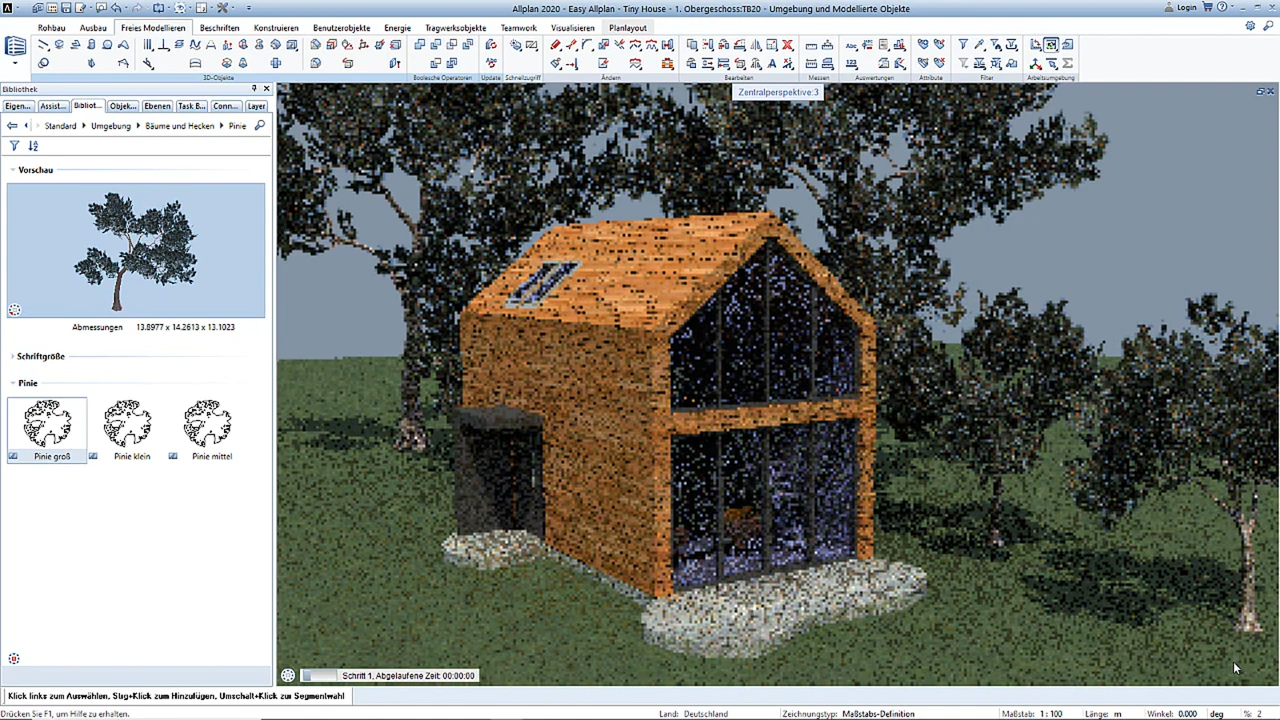 Allplan 2020 - Easy Allplan - Tiny House - 1. Obergeschoss:TB20 - Umgebung und Modellierte Objekte
Login
Rohbau Ausbau Freies Modellieren Beschriften Konstruieren Benutzerobjekte Energie Tragwerksobjekte Teamwork Visualisieren Planlayout
3D-Objekte Boolesche Operatoren Update Schnellzugriff Ändern Bearbeiten Messen Auswertungen Attribute Filter Arbeitsumgebung
Bibliothek
Zentralperspektive:3
Eigen... Assist... Bibliot... Objek... Ebenen Task B... Conn... Layer
Standard Umgebung Bäume und Hecken Pinie
Vorschau
Abmessungen 13.8977 x 14.2613 x 13.1023
Schriftgröße
Pinie
Pinie groß Pinie klein Pinie mittel
Schritt 1, Abgelaufene Zeit: 00:00:00
Klick links zum Auswählen, Strg+Klick zum Hinzufügen, Umschalt+Klick zur Segmentwahl
Drücken Sie F1, um Hilfe zu erhalten. Land: Deutschland Zeichnungstyp: Maßstabs-Definition Maßstab: 1 : 100 Länge: m Winkel: 0.000 deg %: 2